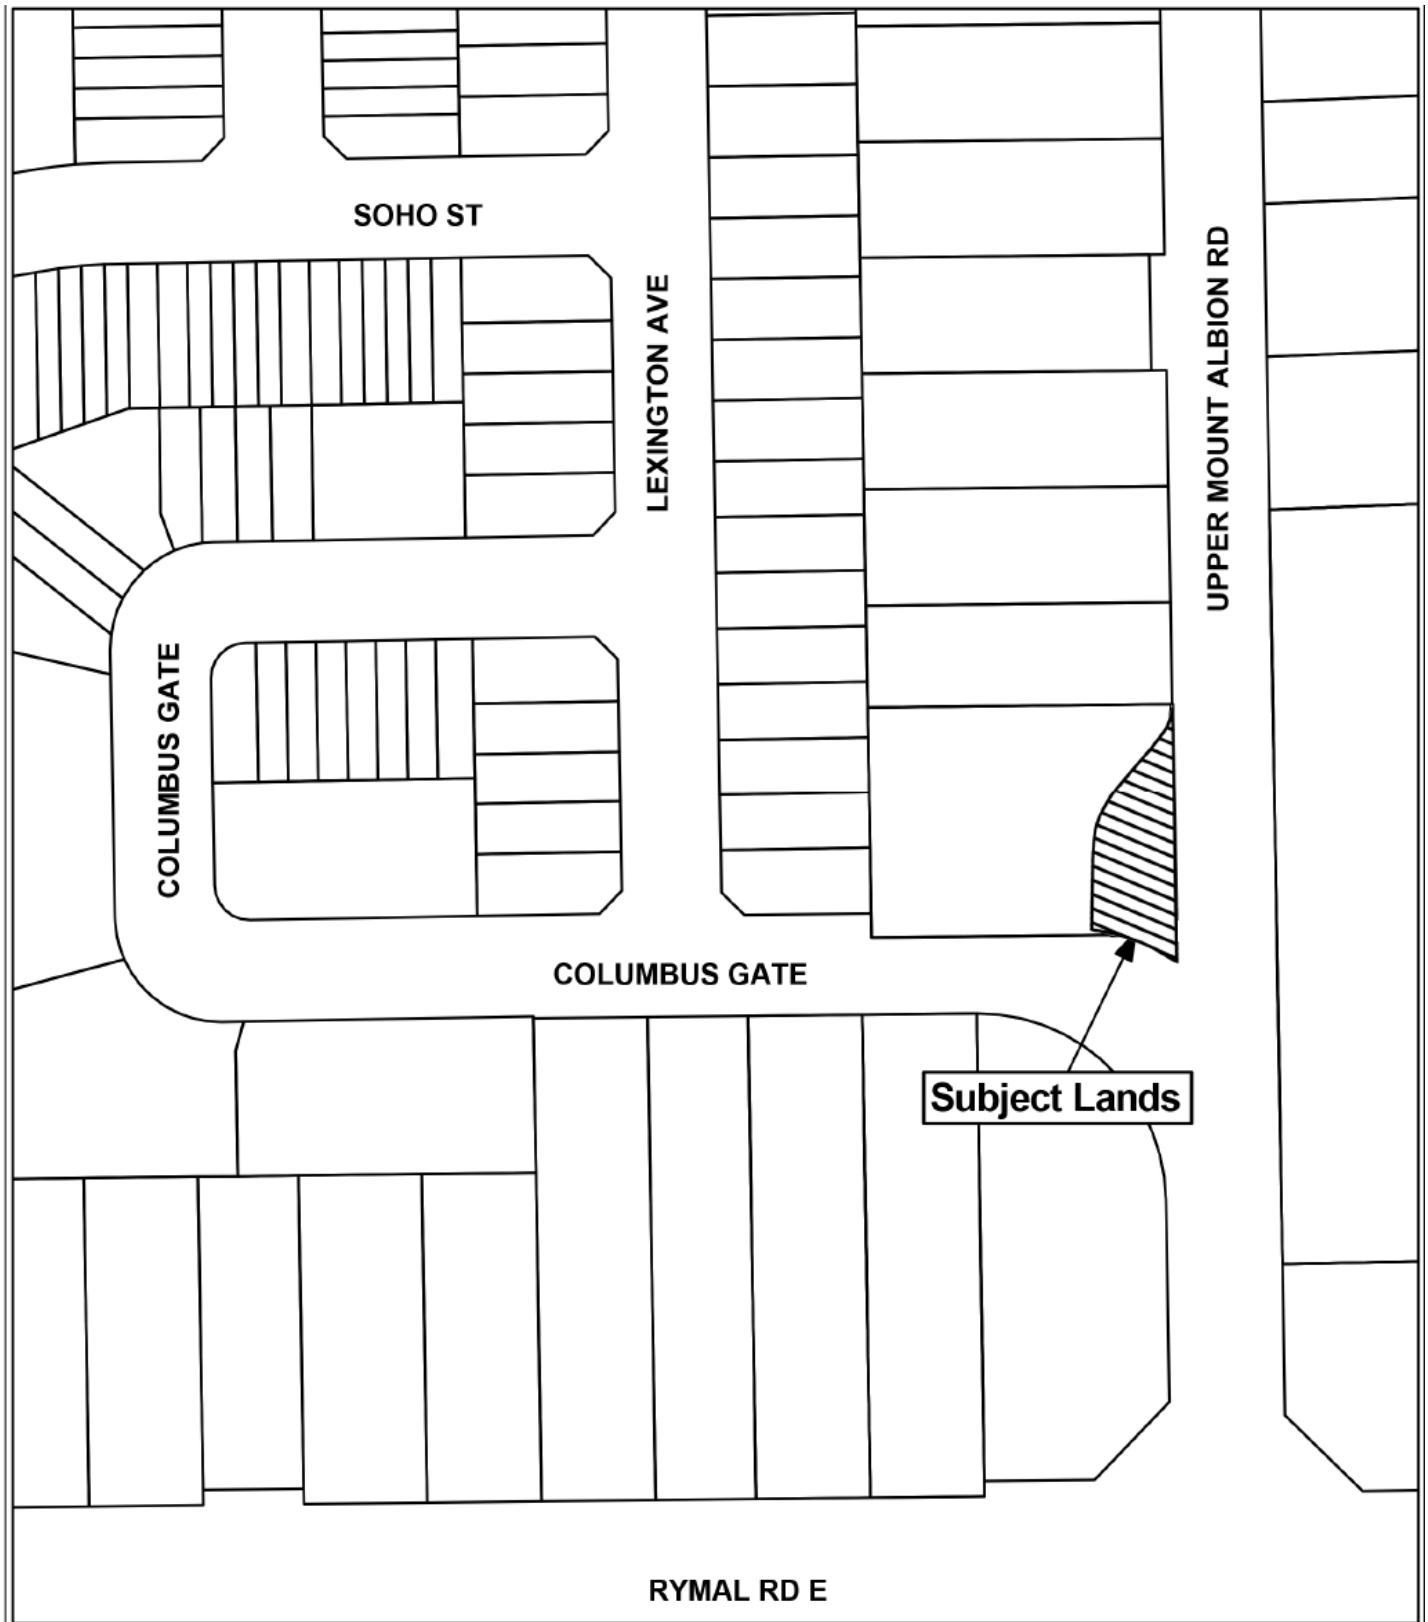 SOHO ST
LEXINGTON AVE
UPPER MOUNT ALBION RD
COLUMBUS GATE
COLUMBUS GATE
Subject Lands
RYMAL RD E